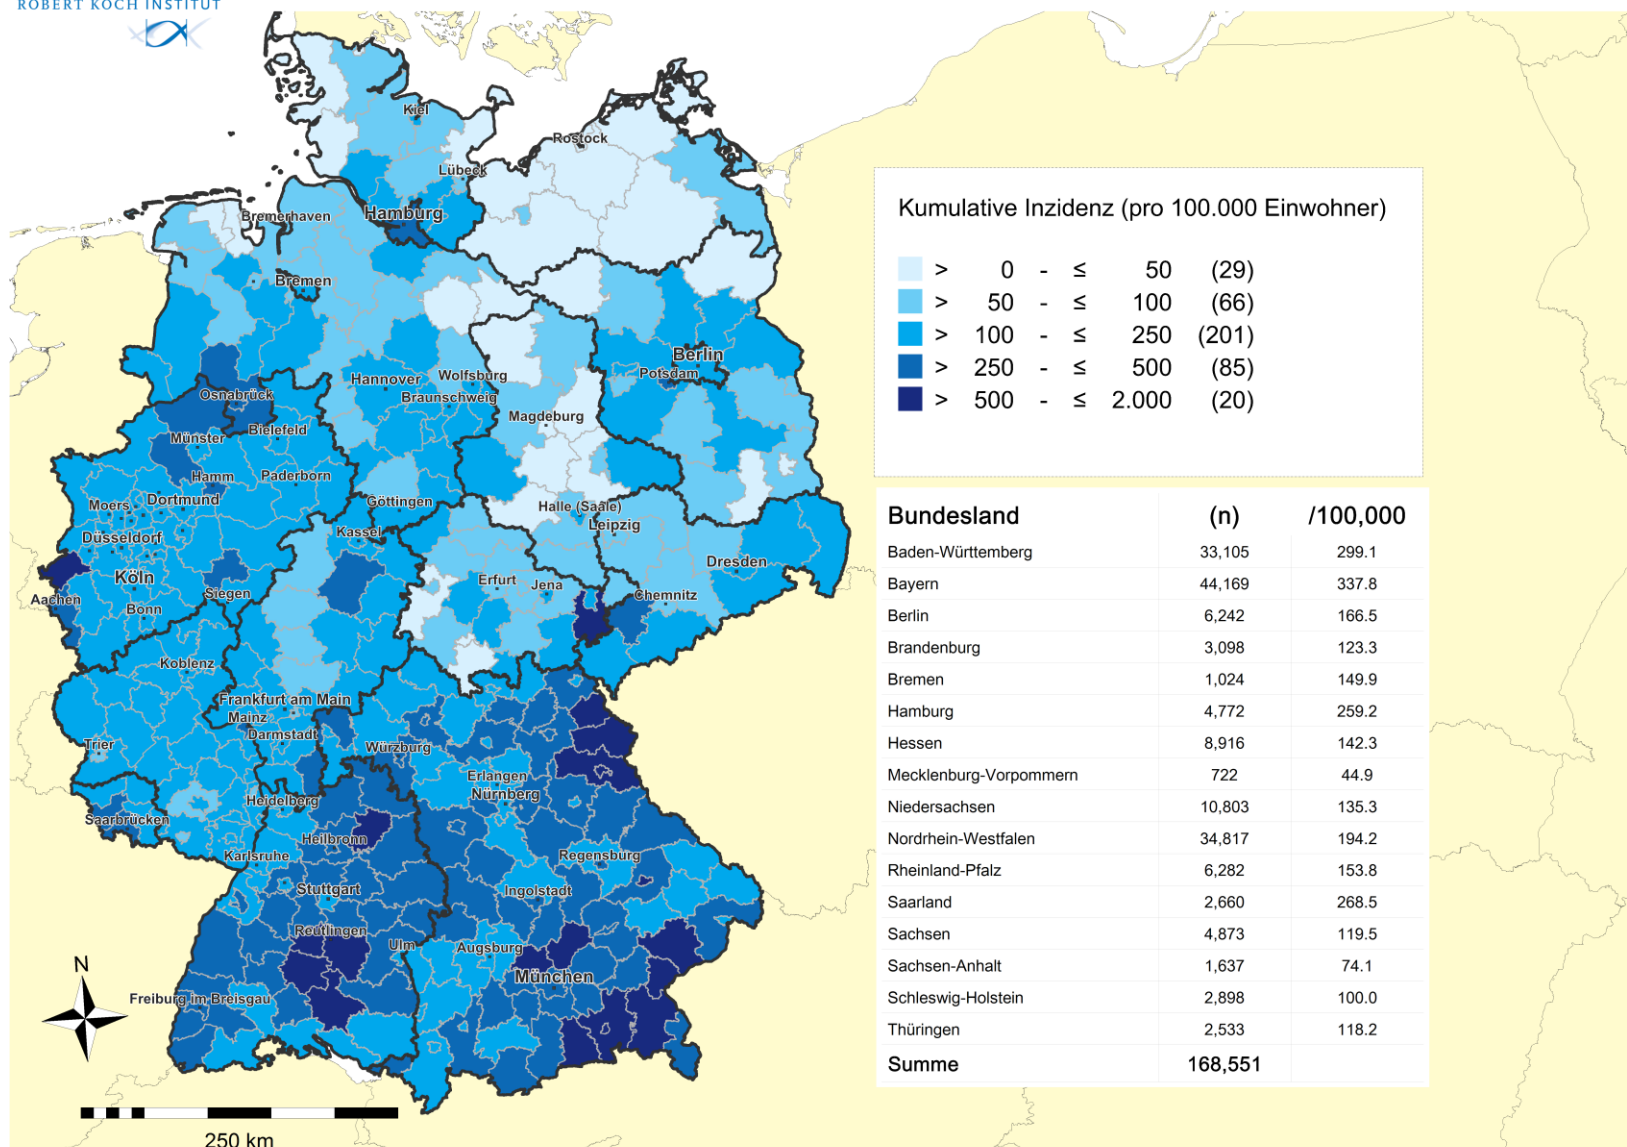 ROBERT KOCH INSTITUT
Kiel
Rostock
Lübeck
Bremerhaven
Hamburg
Bremen
Berlin
Potsdam
Hannover
Wolfsburg
Braunschweig
Osnabrück
Magdeburg
Münster
Bielefeld
Hamm
Paderborn
Moers
Dortmund
Göttingen
Halle (Saale)
Leipzig
Düsseldorf
Kassel
Dresden
Köln
Erfurt
Jena
Aachen
Siegen
Chemnitz
Bonn
Koblenz
Frankfurt am Main
Mainz
Darmstadt
Trier
Würzburg
Erlangen
Nürnberg
Heidelberg
Saarbrücken
Heilbronn
Karlsruhe
Regensburg
Stuttgart
Ingolstadt
Reutlingen
Ulm
Augsburg
München
Freiburg im Breisgau
N
250 km
Kumulative Inzidenz (pro 100.000 Einwohner)
> 0 - ≤ 50 (29)
> 50 - ≤ 100 (66)
> 100 - ≤ 250 (201)
> 250 - ≤ 500 (85)
> 500 - ≤ 2.000 (20)
Bundesland (n) /100,000
Baden-Württemberg 33,105 299.1
Bayern 44,169 337.8
Berlin 6,242 166.5
Brandenburg 3,098 123.3
Bremen 1,024 149.9
Hamburg 4,772 259.2
Hessen 8,916 142.3
Mecklenburg-Vorpommern 722 44.9
Niedersachsen 10,803 135.3
Nordrhein-Westfalen 34,817 194.2
Rheinland-Pfalz 6,282 153.8
Saarland 2,660 268.5
Sachsen 4,873 119.5
Sachsen-Anhalt 1,637 74.1
Schleswig-Holstein 2,898 100.0
Thüringen 2,533 118.2
Summe 168,551